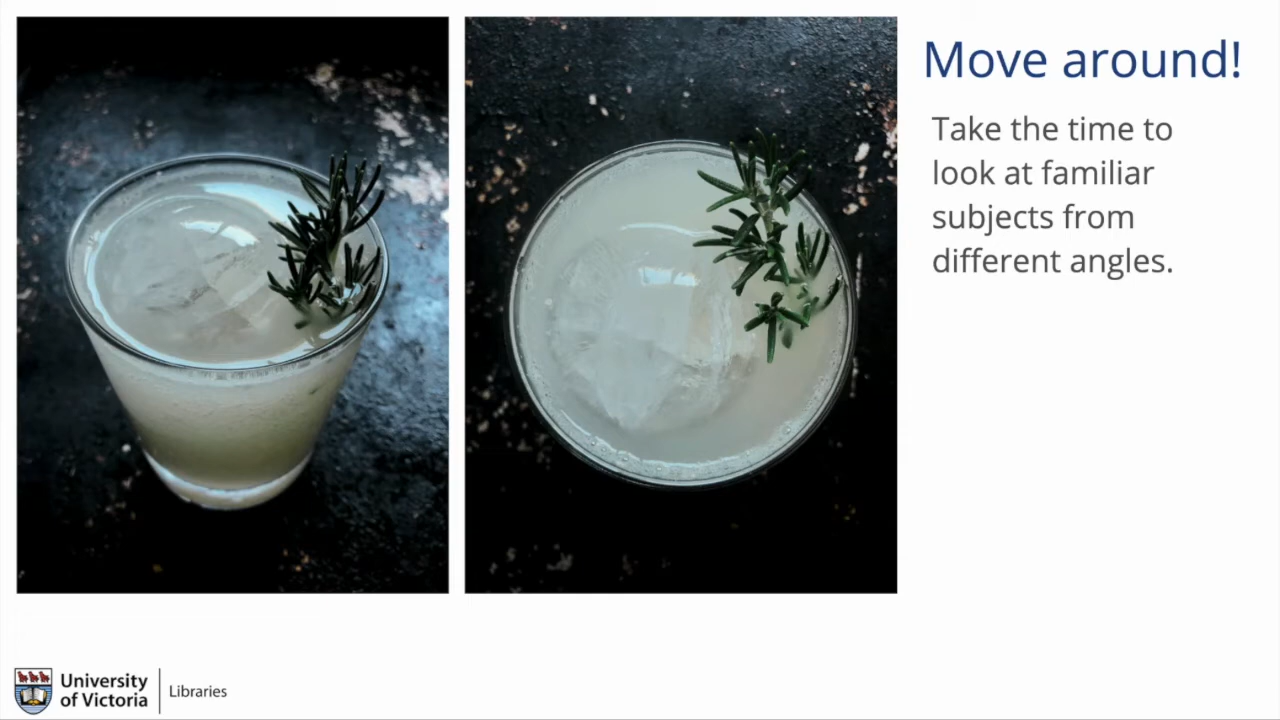 Move around!
Take the time to
look at familiar
subjects from
different angles.
University
of Victoria
Libraries